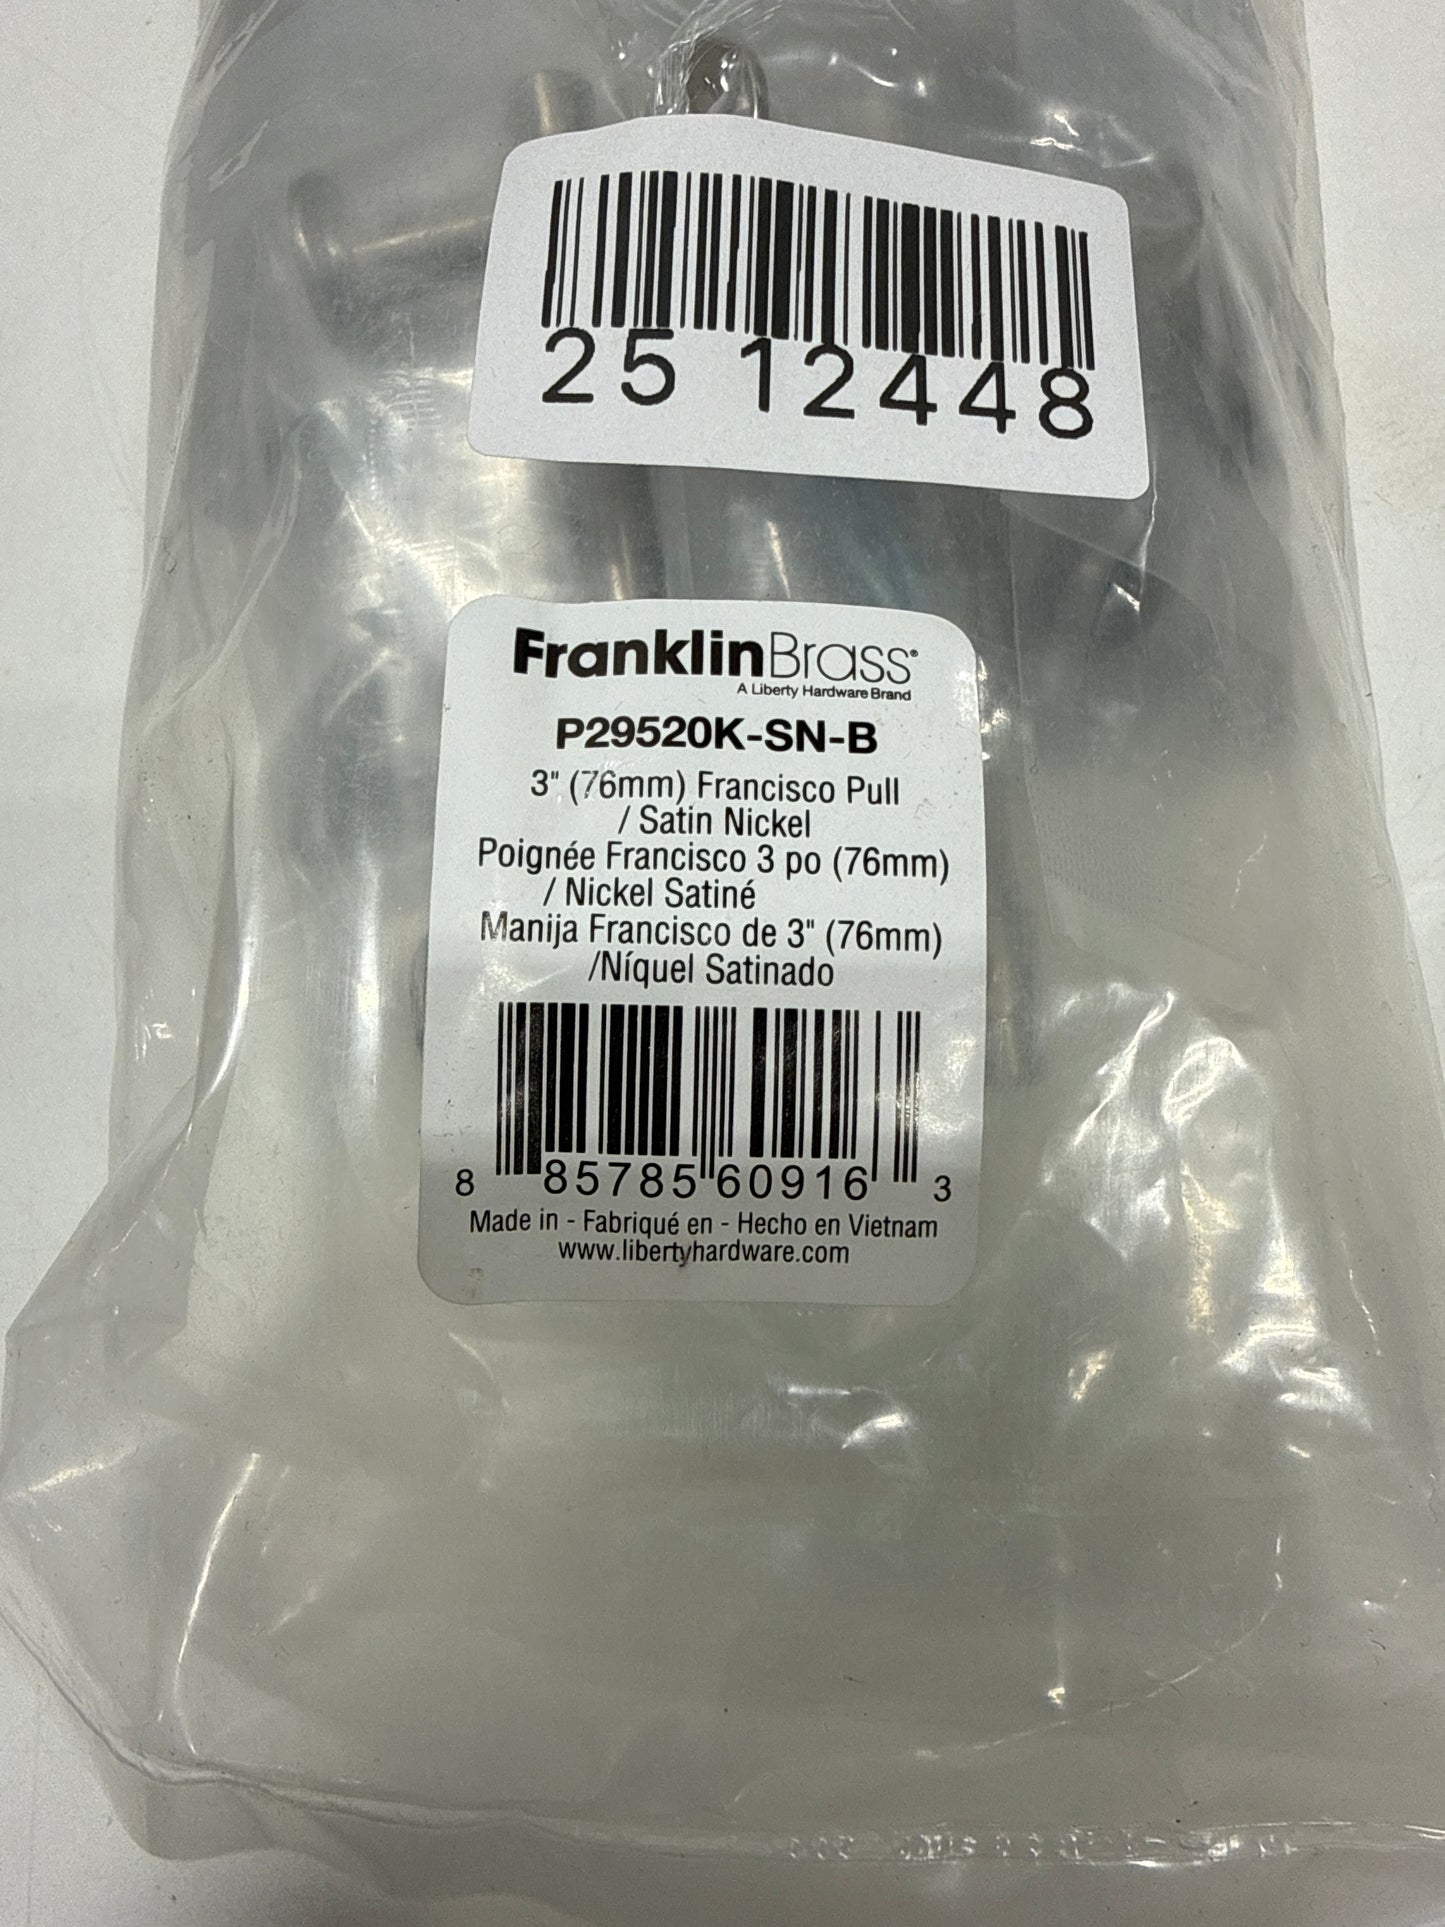 25 12448
FranklinBrass®
A Liberty Hardware Brand
P29520K-SN-B
3" (76mm) Francisco Pull
/ Satin Nickel
Poignée Francisco 3 po (76mm)
/ Nickel Satiné
Manija Francisco de 3" (76mm)
/Níquel Satinado
8 85785 60916 3
Made in - Fabriqué en - Hecho en Vietnam
www.libertyhardware.com